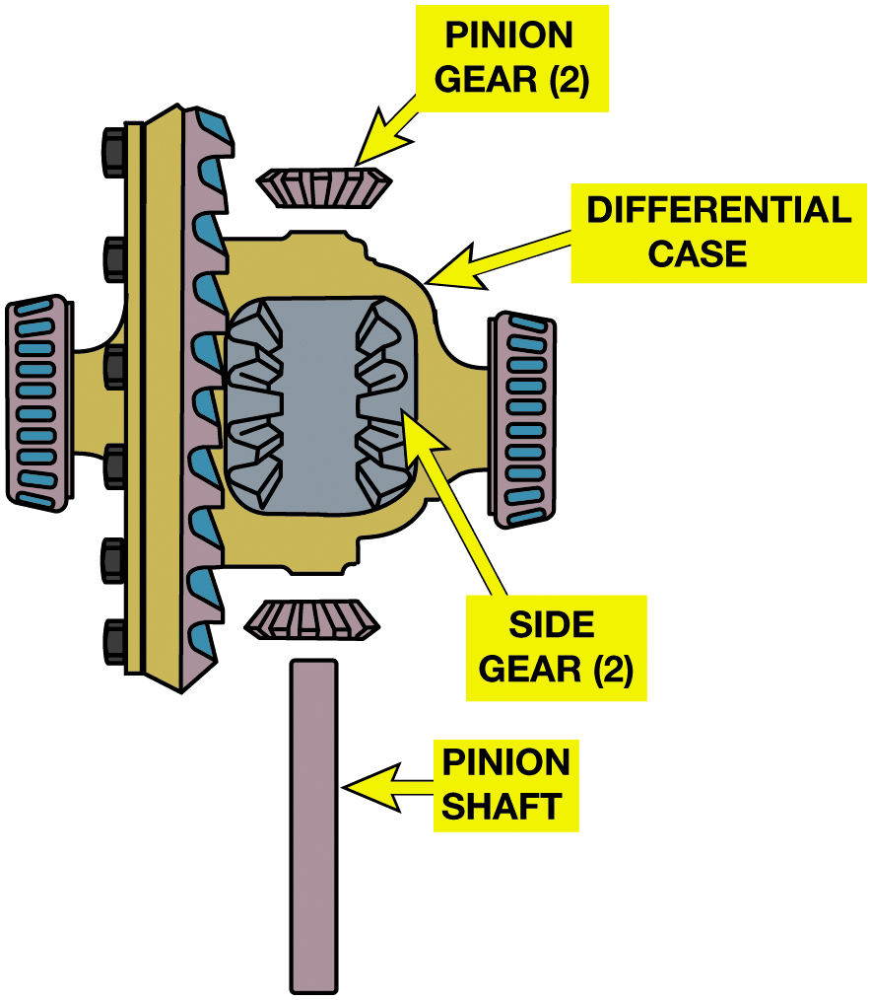 PINION
GEAR (2)
DIFFERENTIAL
CASE
SIDE
GEAR (2)
PINION
SHAFT